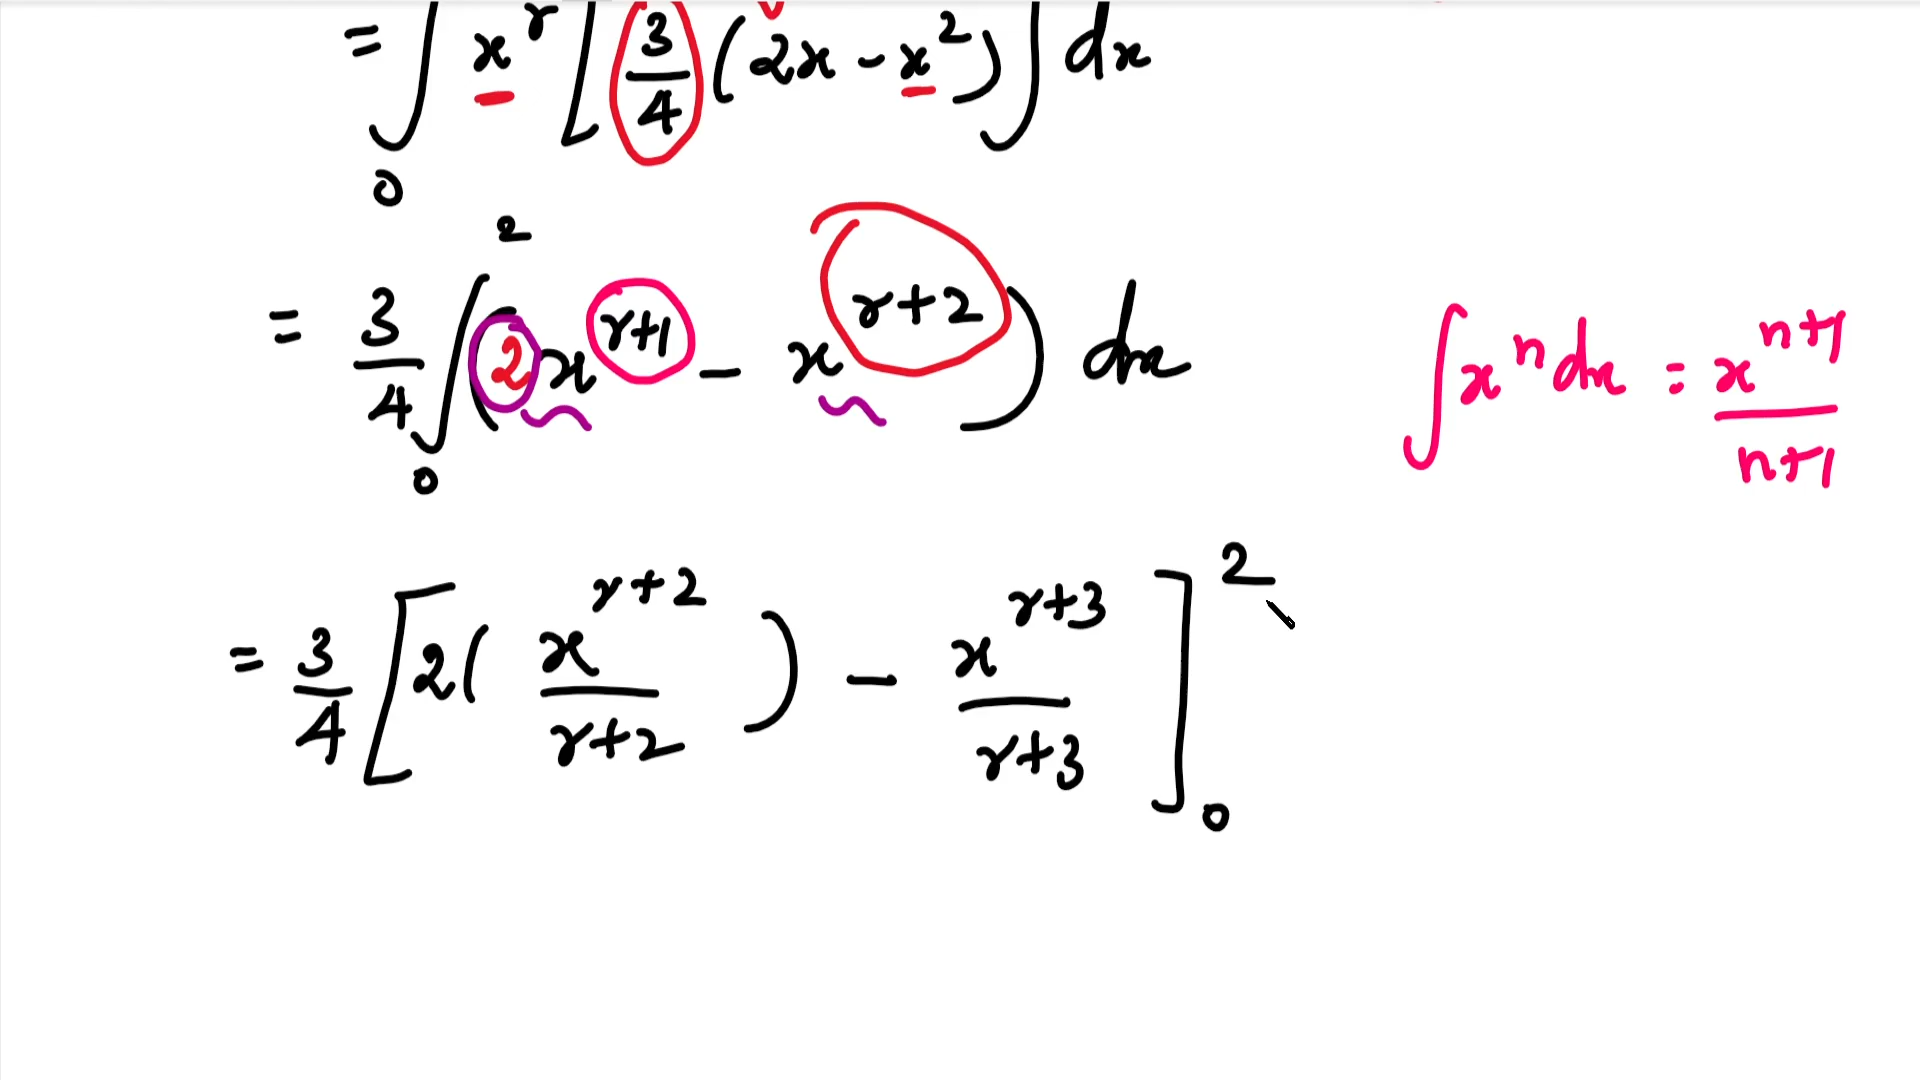 = ∫₀ x^r [ 3/4 (2x - x²) ] dx
= 3/4 ∫₀² (2x^(r+1) - x^(r+2)) dx
∫ x^n dx = x^(n+1)/(n+1)
= 3/4 [ 2( x^(r+2)/(r+2) ) - x^(r+3)/(r+3) ]₀²